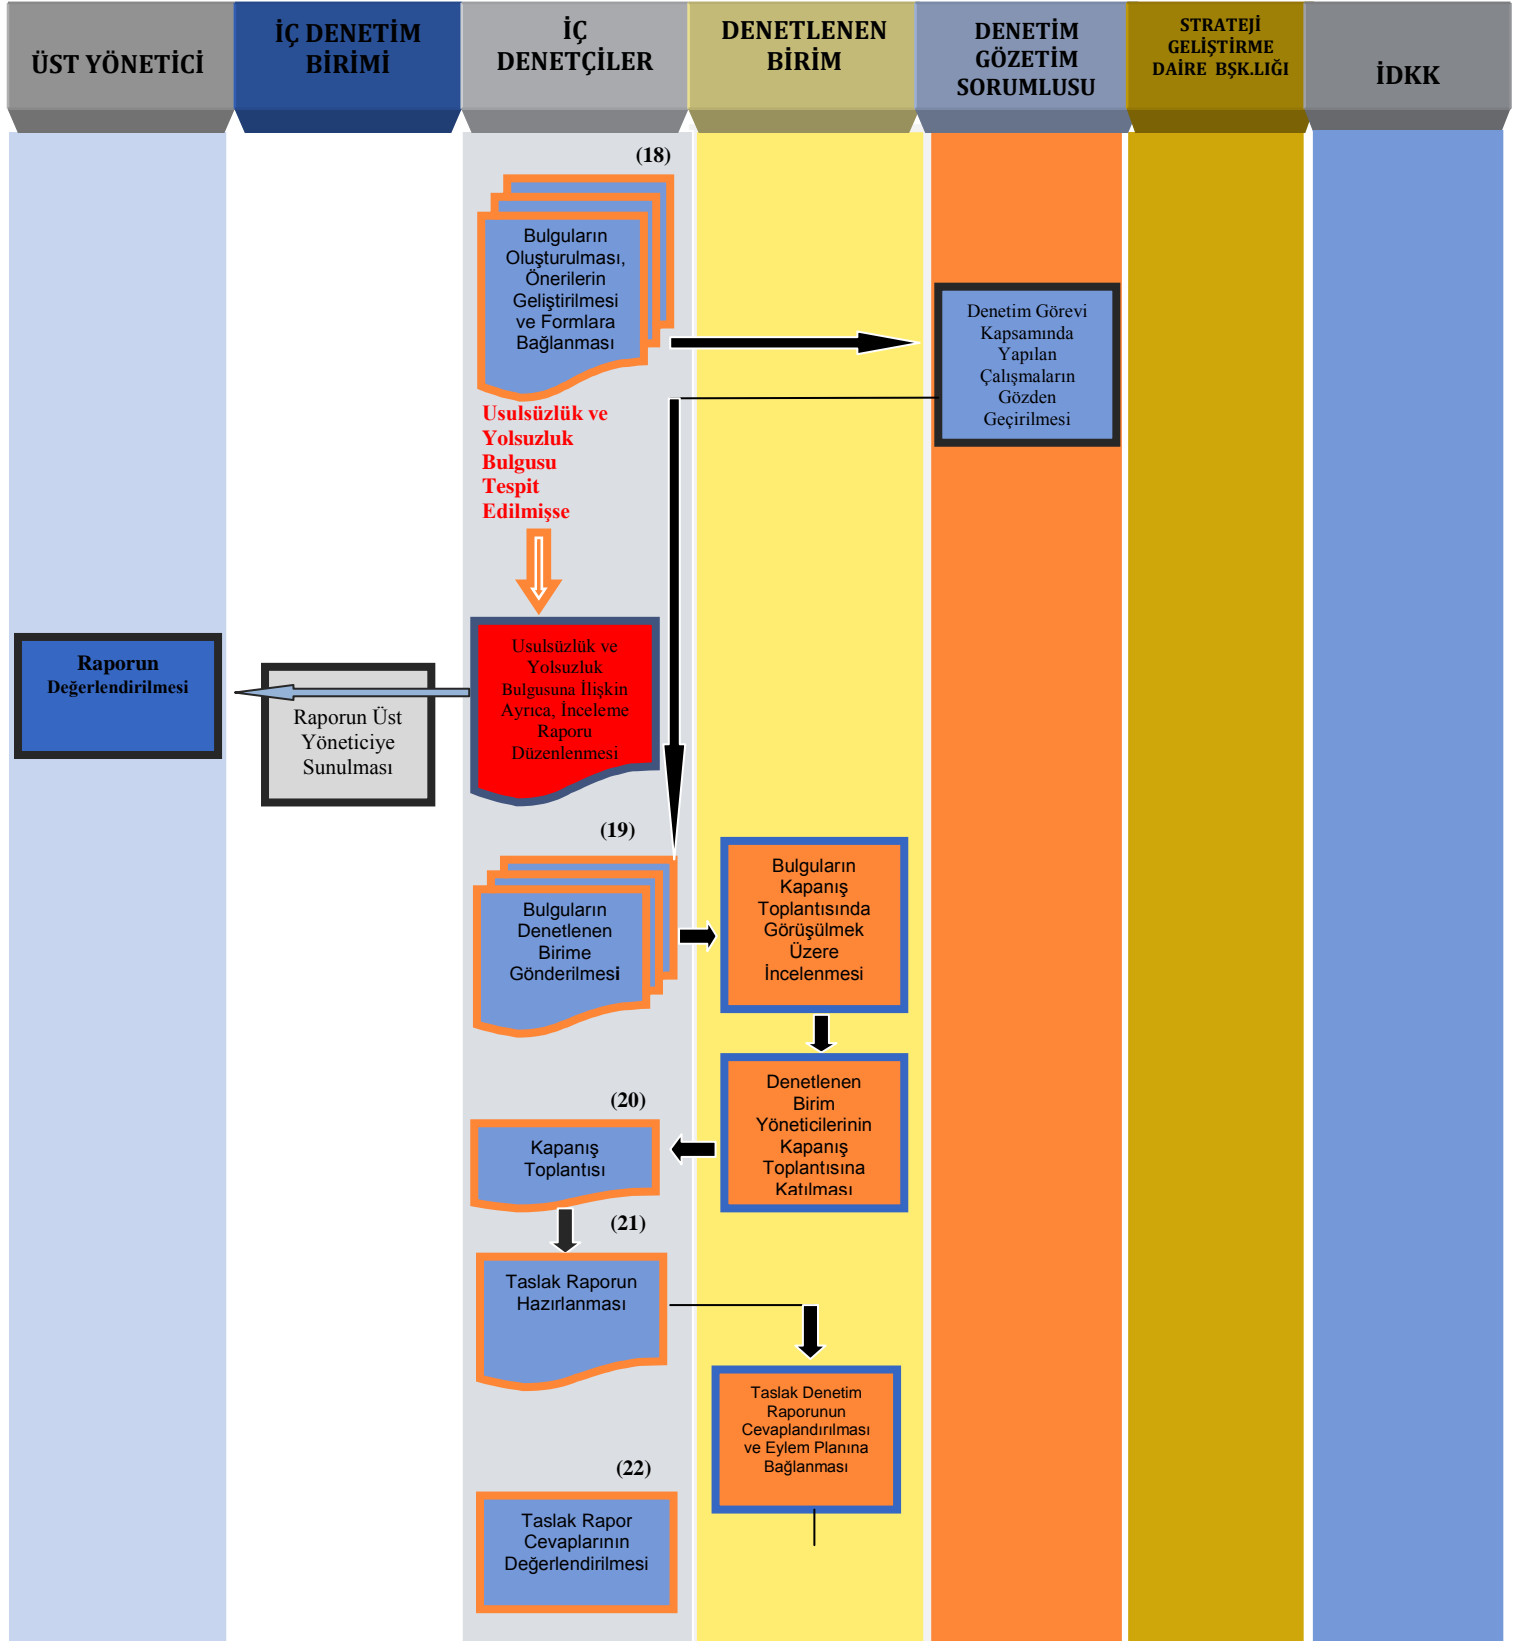 ÜST YÖNETİCİ
İÇ DENETİM
BİRİMİ
İÇ
DENETÇİLER
DENETLENEN
BİRİM
DENETİM
GÖZETİM
SORUMLUSU
STRATEJİ
GELİŞTİRME
DAİRE BŞK.LIĞI
İDKK
(18)
Bulguların
Oluşturulması,
Önerilerin
Geliştirilmesi
ve Formlara
Bağlanması
Denetim Görevi
Kapsamında
Yapılan
Çalışmaların
Gözden
Geçirilmesi
Usulsüzlük ve
Yolsuzluk
Bulgusu
Tespit
Edilmişse
Raporun
Değerlendirilmesi
Raporun Üst
Yöneticiye
Sunulması
Usulsüzlük ve
Yolsuzluk
Bulgusuna İlişkin
Ayrıca, İnceleme
Raporu
Düzenlenmesi
(19)
Bulguların
Denetlenen
Birime
Gönderilmesi
Bulguların
Kapanış
Toplantısında
Görüşülmek
Üzere
İncelenmesi
Denetlenen
Birim
Yöneticilerinin
Kapanış
Toplantısına
Katılması
(20)
Kapanış
Toplantısı
(21)
Taslak Raporun
Hazırlanması
Taslak Denetim
Raporunun
Cevaplandırılması
ve Eylem Planına
Bağlanması
(22)
Taslak Rapor
Cevaplarının
Değerlendirilmesi